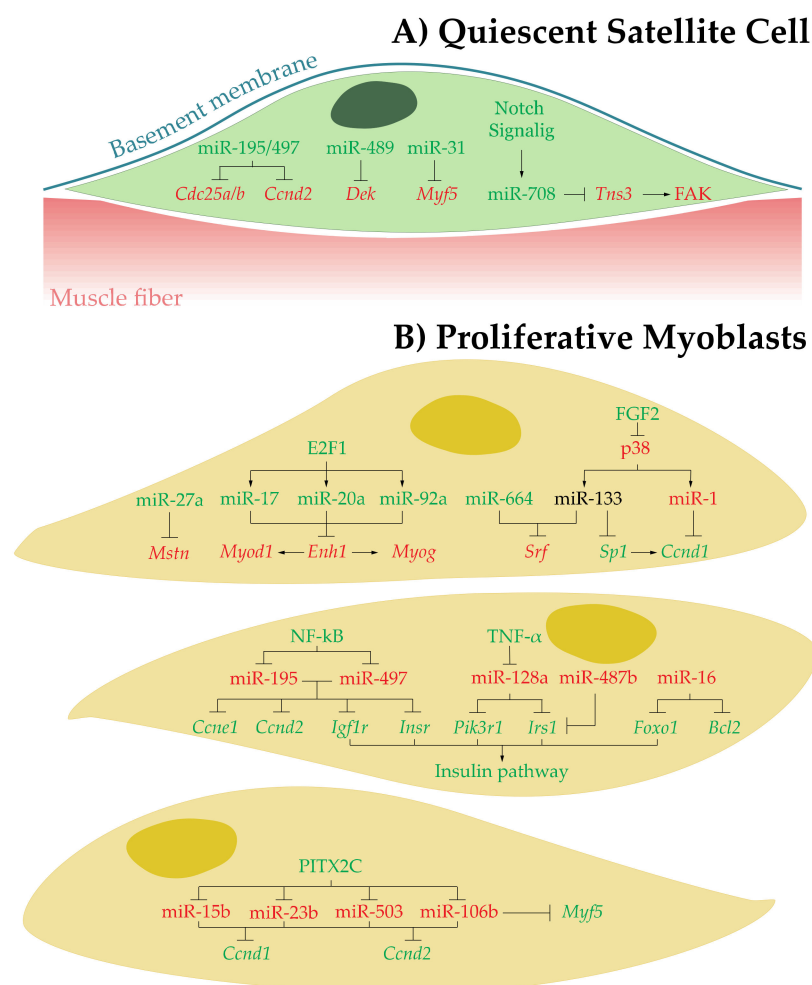 A) Quiescent Satellite Cell
Basement membrane
Notch
Signalig
miR-195/497 miR-489 miR-31
Cdc25a/b Ccnd2 Dek Myf5 miR-708 Tns3 FAK
Muscle fiber
B) Proliferative Myoblasts
FGF2
p38
E2F1
miR-27a miR-17 miR-20a miR-92a miR-664 miR-133 miR-1
Mstn Myod1 Enh1 Myog Srf Sp1 Ccnd1
NF-kB TNF-α
miR-195 miR-497 miR-128a miR-487b miR-16
Ccne1 Ccnd2 Igf1r Insr Pik3r1 Irs1 Foxo1 Bcl2
Insulin pathway
PITX2C
miR-15b miR-23b miR-503 miR-106b Myf5
Ccnd1 Ccnd2